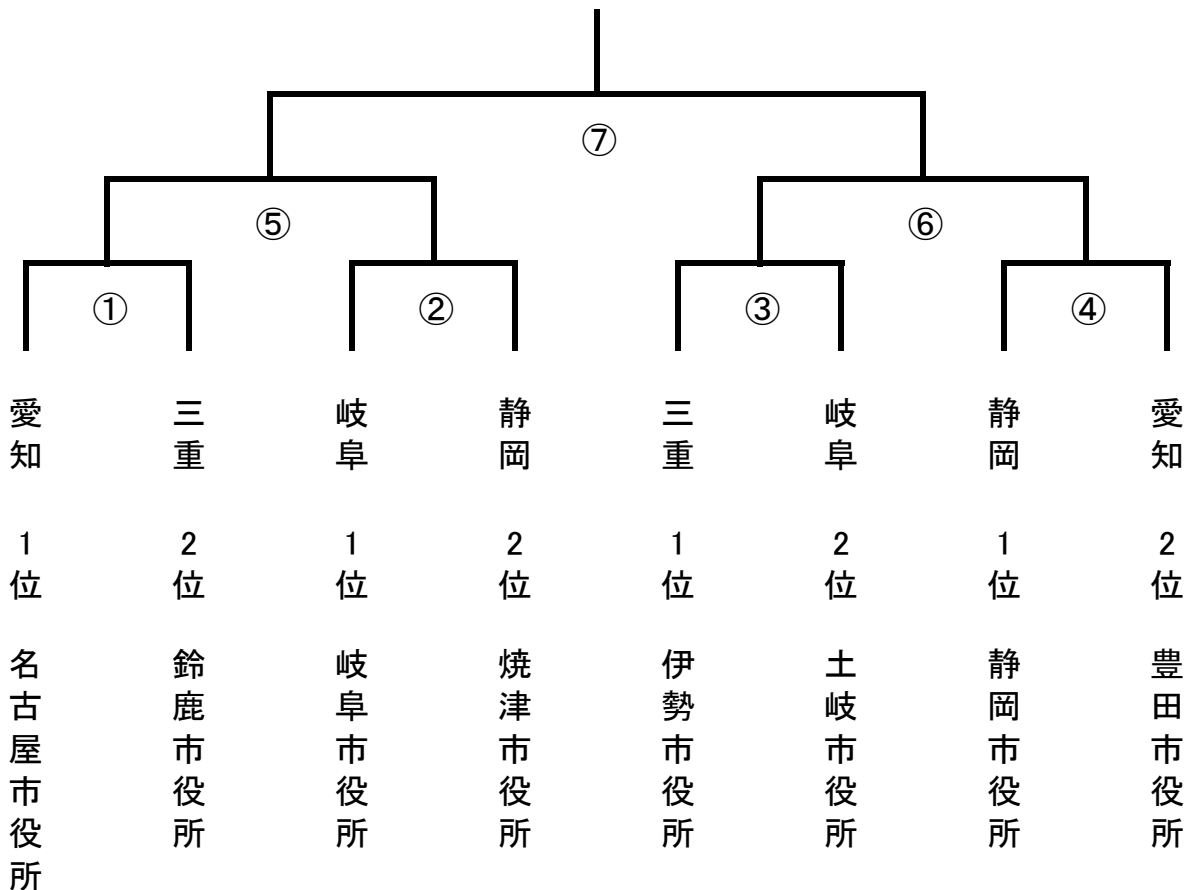 ⑦
⑤
⑥
①
②
③
④
愛知 1位 名古屋市役所
三重 2位 鈴鹿市役所
岐阜 1位 岐阜市役所
静岡 2位 焼津市役所
三重 1位 伊勢市役所
岐阜 2位 土岐市役所
静岡 1位 静岡市役所
愛知 2位 豊田市役所